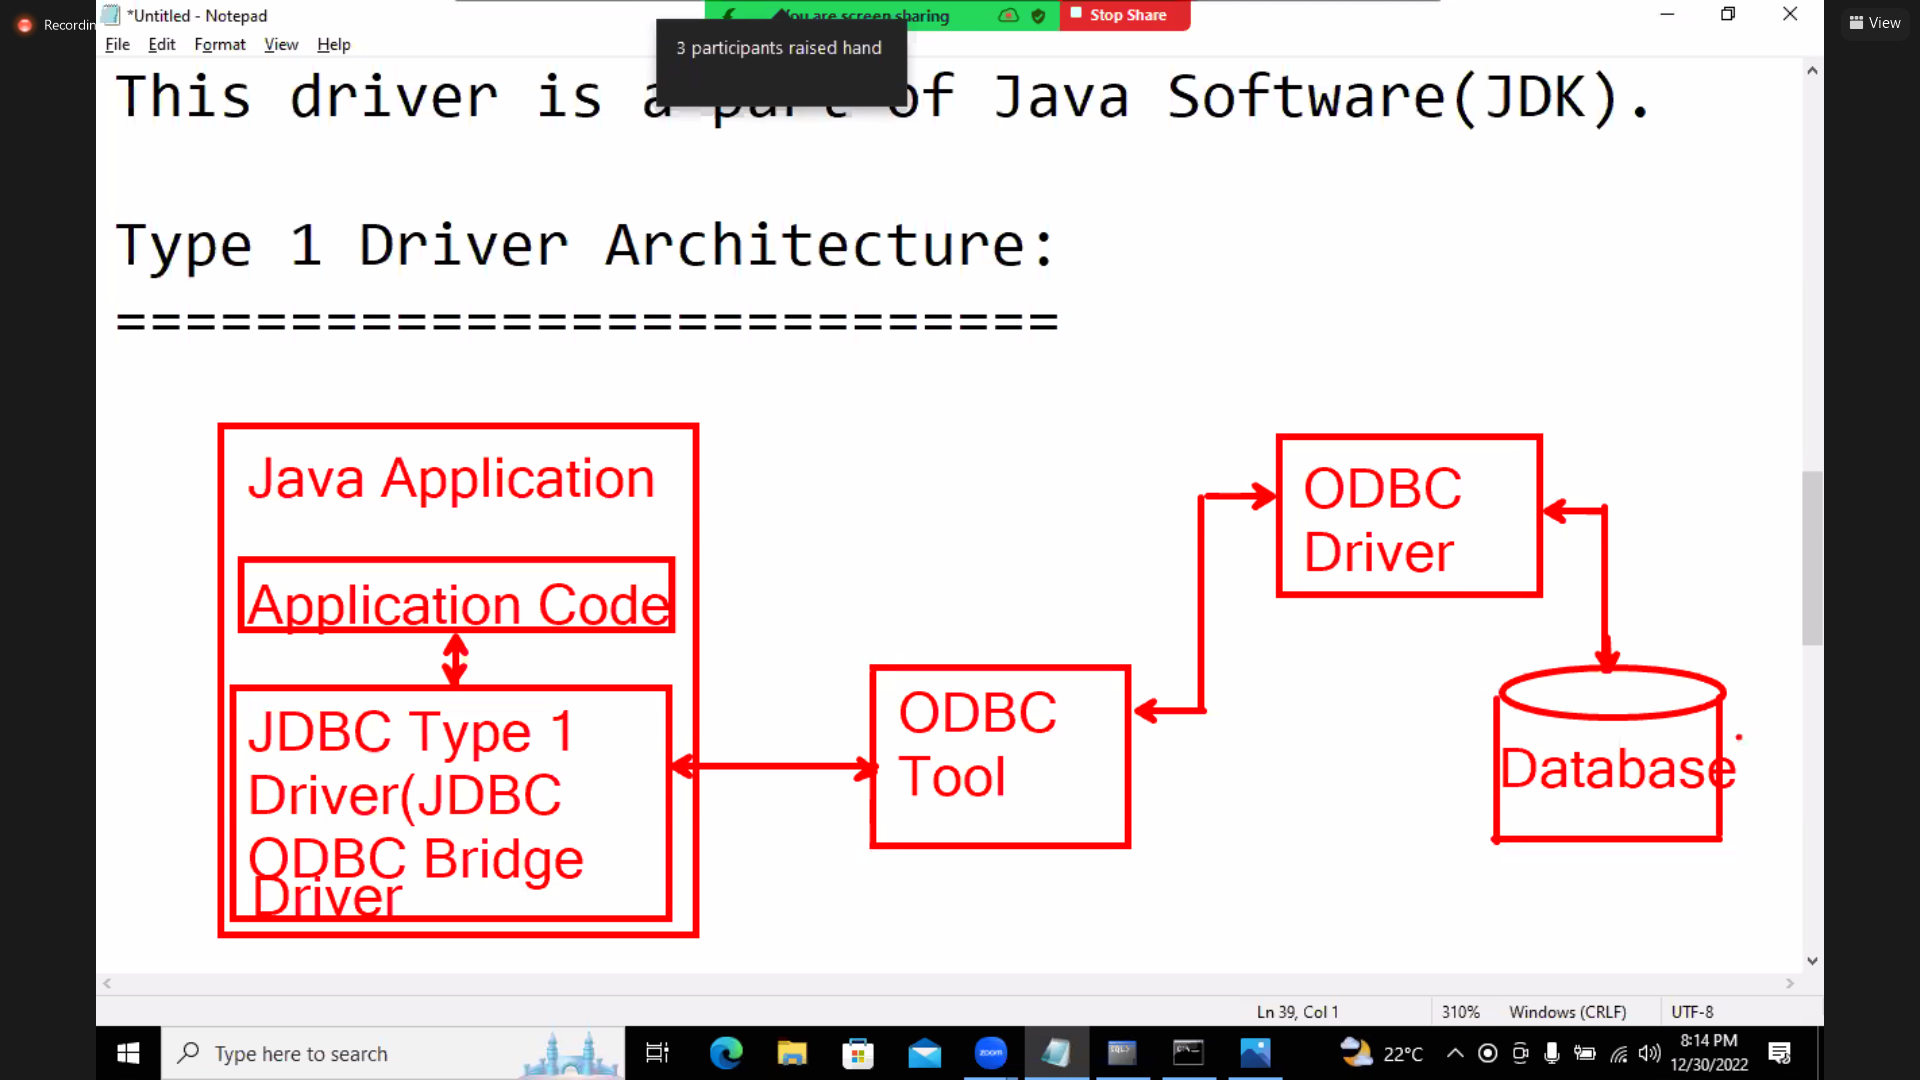 Recordin
*Untitled - Notepad
You are screen sharing
Stop Share
View
3 participants raised hand
File Edit Format View Help
This driver is a part of Java Software(JDK).
Type 1 Driver Architecture:
===========================
Java Application
Application Code
JDBC Type 1
Driver(JDBC
ODBC Bridge
Driver
ODBC
Tool
ODBC
Driver
Database
Ln 39, Col 1
310%
Windows (CRLF)
UTF-8
Type here to search
zoom
22°C
8:14 PM
12/30/2022